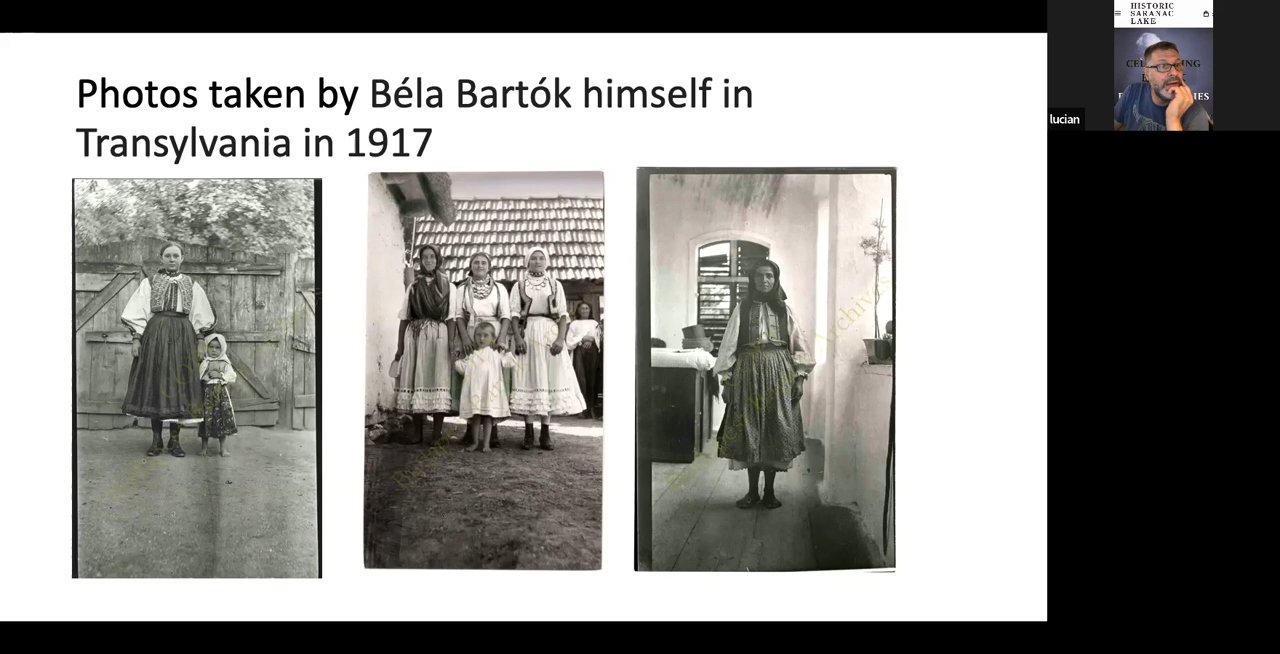 Photos taken by Béla Bartók himself in
Transylvania in 1917
HISTORIC
SARANAC
LAKE
lucian